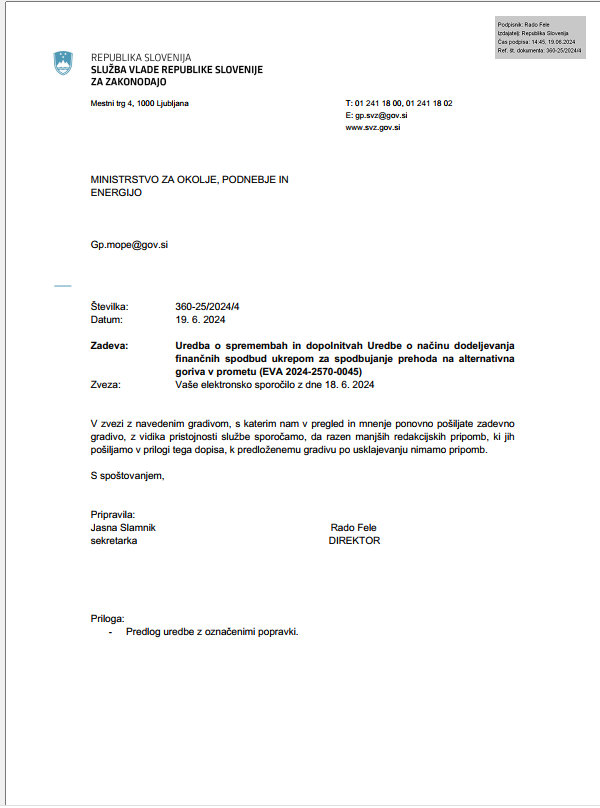 Podpisnik: Rado Fele
Izdajatelj: Republika Slovenija
Čas podpisa: 14:45, 19.06.2024
Ref. št. dokumenta: 360-25/2024/4
REPUBLIKA SLOVENIJA
SLUŽBA VLADE REPUBLIKE SLOVENIJE
ZA ZAKONODAJO
Mestni trg 4, 1000 Ljubljana
T: 01 241 18 00, 01 241 18 02
E: gp.svz@gov.si
www.svz.gov.si
MINISTRSTVO ZA OKOLJE, PODNEBJE IN
ENERGIJO
Gp.mope@gov.si
Številka: 360-25/2024/4
Datum: 19. 6. 2024
Zadeva: Uredba o spremembah in dopolnitvah Uredbe o načinu dodeljevanja
finančnih spodbud ukrepom za spodbujanje prehoda na alternativna
goriva v prometu (EVA 2024-2570-0045)
Zveza: Vaše elektronsko sporočilo z dne 18. 6. 2024
V zvezi z navedenim gradivom, s katerim nam v pregled in mnenje ponovno pošiljate zadevno
gradivo, z vidika pristojnosti službe sporočamo, da razen manjših redakcijskih pripomb, ki jih
pošiljamo v prilogi tega dopisa, k predloženemu gradivu po usklajevanju nimamo pripomb.
S spoštovanjem,
Pripravila:
Jasna Slamnik Rado Fele
sekretarka DIREKTOR
Priloga:
- Predlog uredbe z označenimi popravki.